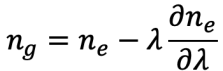 n_g = n_e − λ ∂n_e/∂λ